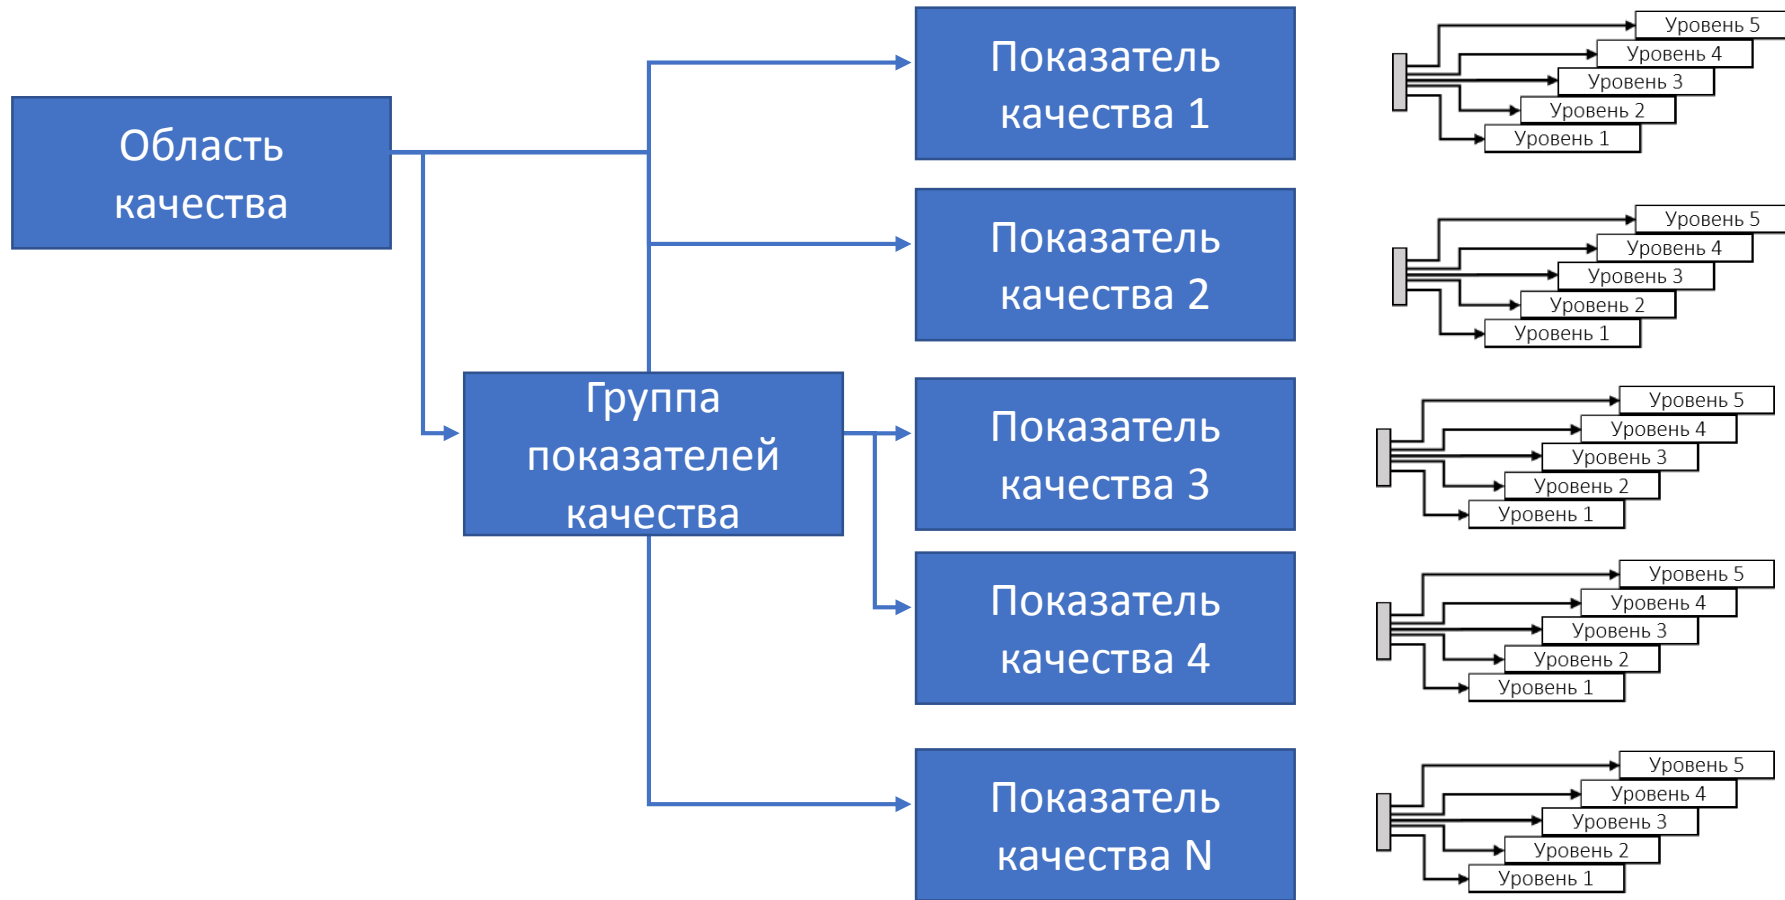 Область
качества
Группа
показателей
качества
Показатель
качества 1
Уровень 5
Уровень 4
Уровень 3
Уровень 2
Уровень 1
Показатель
качества 2
Уровень 5
Уровень 4
Уровень 3
Уровень 2
Уровень 1
Показатель
качества 3
Уровень 5
Уровень 4
Уровень 3
Уровень 2
Уровень 1
Показатель
качества 4
Уровень 5
Уровень 4
Уровень 3
Уровень 2
Уровень 1
Показатель
качества N
Уровень 5
Уровень 4
Уровень 3
Уровень 2
Уровень 1